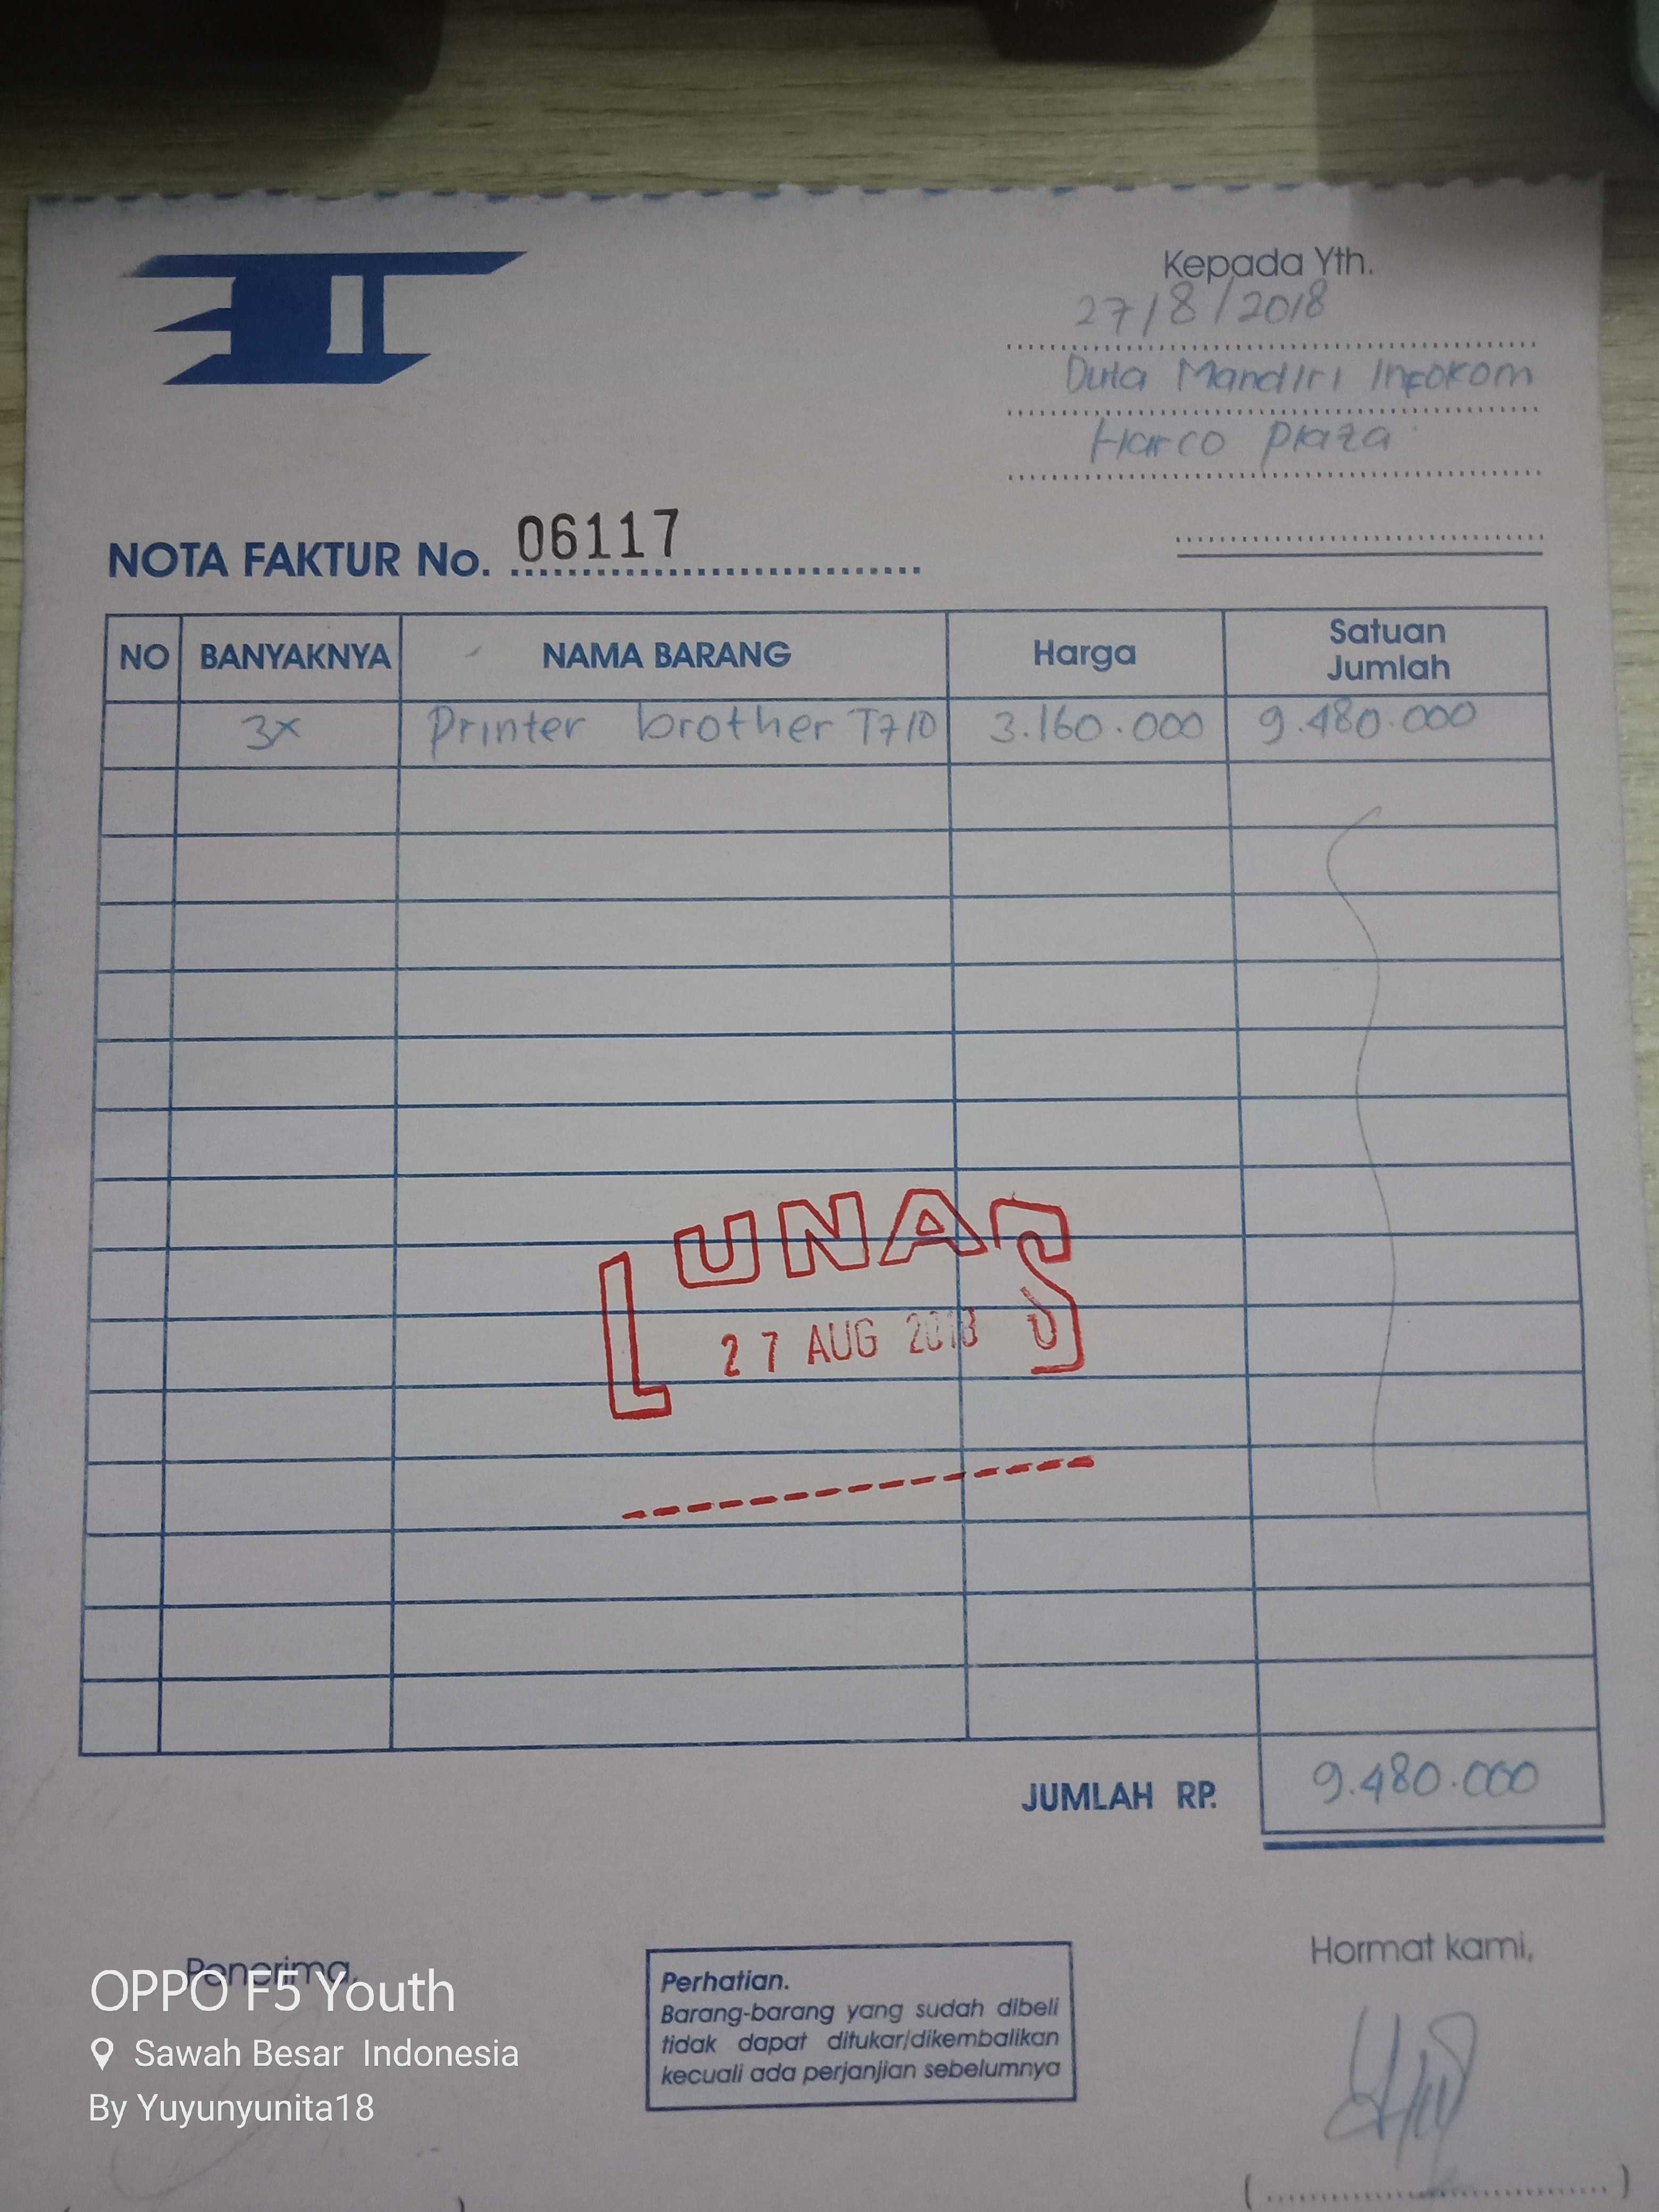 Kepada Yth.
27/8/2018
Duta Mandiri Infokom
Harco Plaza
NOTA FAKTUR No. 06117
NO BANYAKNYA NAMA BARANG Harga Satuan Jumlah
3x Printer brother T710 3.160.000 9.480.000
LUNAS
27 AUG 2018
JUMLAH RP. 9.480.000
Penerima,
Hormat kami,
Perhatian.
Barang-barang yang sudah dibeli
tidak dapat ditukar/dikembalikan
kecuali ada perjanjian sebelumnya
OPPO F5 Youth
Sawah Besar Indonesia
By Yuyunyunita18